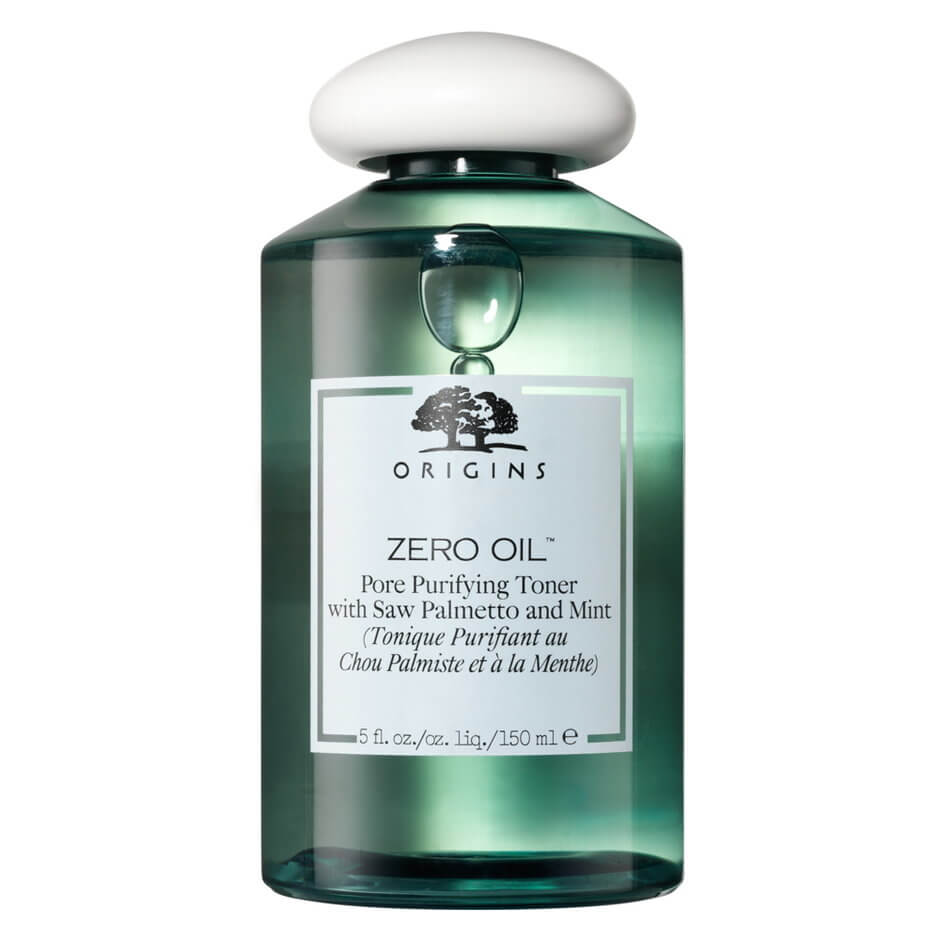 ORIGINS
ZERO OIL™
Pore Purifying Toner
with Saw Palmetto and Mint
(Tonique Purifiant au
Chou Palmiste et à la Menthe)
5 fl. oz./oz. liq./150 ml ℮